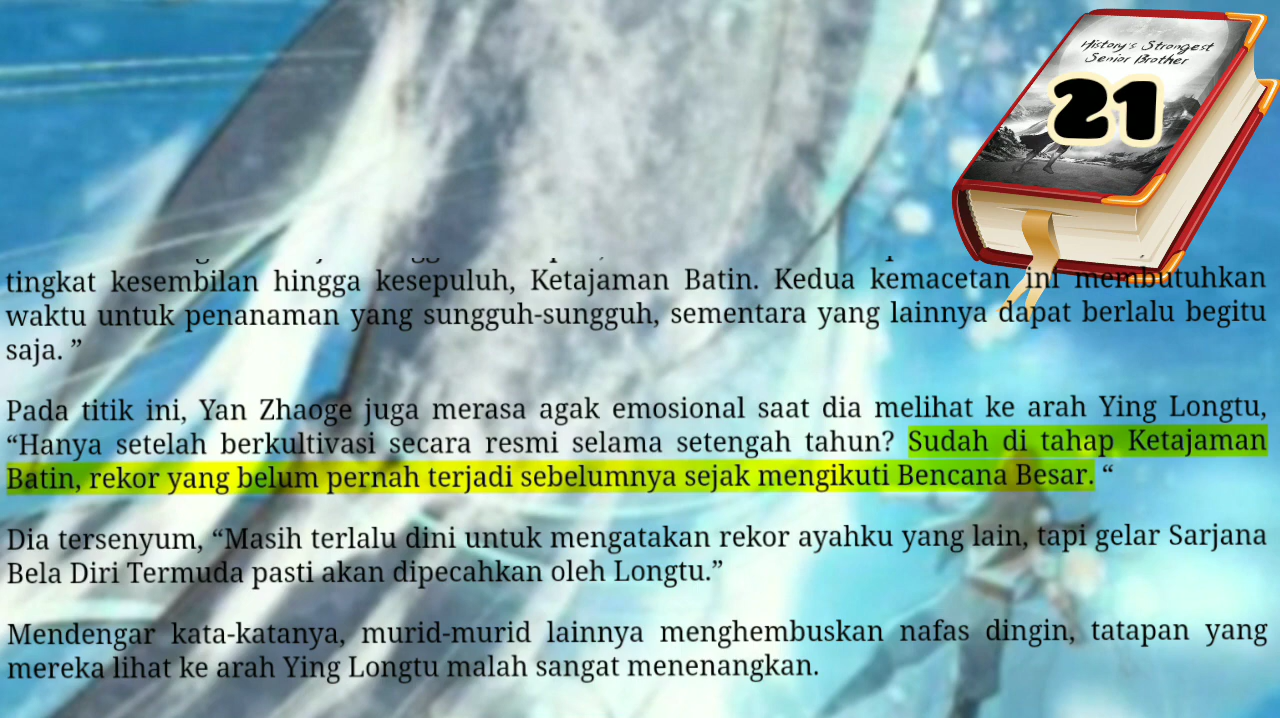 History's Strongest
Senior Brother
21
tingkat kesembilan hingga kesepuluh, Ketajaman Batin. Kedua kemacetan ini membutuhkan
waktu untuk penanaman yang sungguh-sungguh, sementara yang lainnya dapat berlalu begitu
saja. ”
Pada titik ini, Yan Zhaoge juga merasa agak emosional saat dia melihat ke arah Ying Longtu,
“Hanya setelah berkultivasi secara resmi selama setengah tahun? Sudah di tahap Ketajaman
Batin, rekor yang belum pernah terjadi sebelumnya sejak mengikuti Bencana Besar. “
Dia tersenyum, “Masih terlalu dini untuk mengatakan rekor ayahku yang lain, tapi gelar Sarjana
Bela Diri Termuda pasti akan dipecahkan oleh Longtu.”
Mendengar kata-katanya, murid-murid lainnya menghembuskan nafas dingin, tatapan yang
mereka lihat ke arah Ying Longtu malah sangat menenangkan.